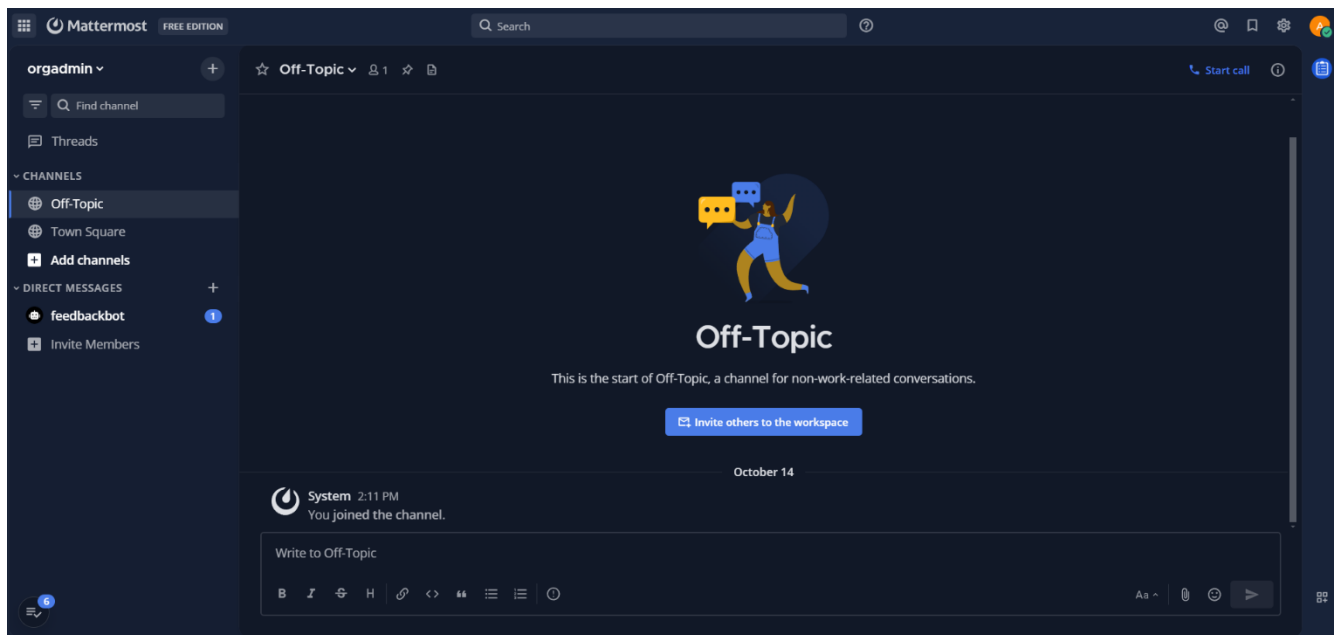 Mattermost FREE EDITION
Search
orgadmin
Find channel
Threads
CHANNELS
Off-Topic
Town Square
Add channels
DIRECT MESSAGES
feedbackbot 1
Invite Members
6
Off-Topic 1
Start call
Off-Topic
This is the start of Off-Topic, a channel for non-work-related conversations.
Invite others to the workspace
October 14
System 2:11 PM
You joined the channel.
Write to Off-Topic
B I S H Aa